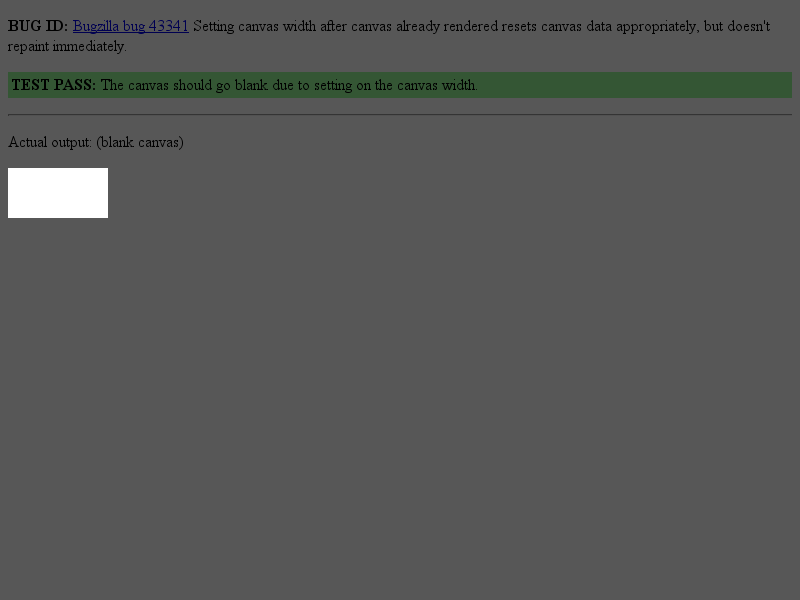 BUG ID: Bugzilla bug 43341 Setting canvas width after canvas already rendered resets canvas data appropriately, but doesn't
repaint immediately.
TEST PASS: The canvas should go blank due to setting on the canvas width.
Actual output: (blank canvas)